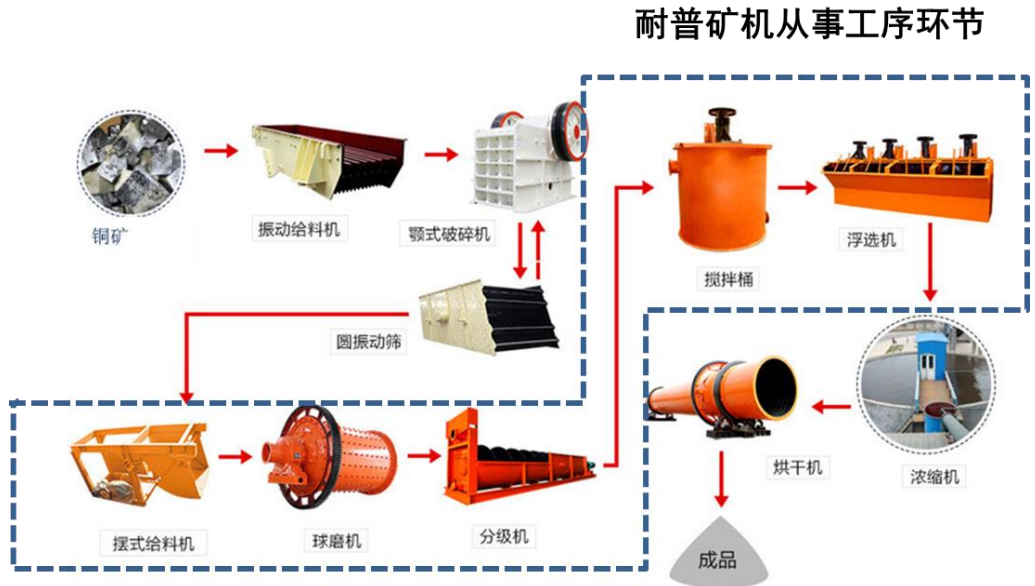 耐普矿机从事工序环节
铜矿
振动给料机
颚式破碎机
搅拌桶
浮选机
圆振动筛
摆式给料机
球磨机
分级机
烘干机
浓缩机
成品